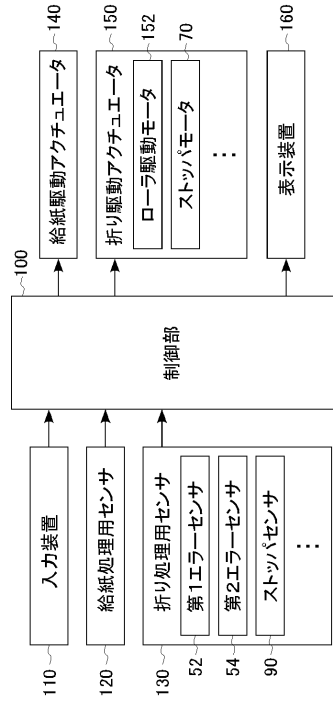 入力装置
110
給紙処理用センサ
120
折り処理用センサ
130
第1エラーセンサ
52
第2エラーセンサ
54
ストッパセンサ
90
⋮
制御部
100
給紙駆動アクチュエータ
140
折り駆動アクチュエータ
150
ローラ駆動モータ
152
ストッパモータ
70
⋮
表示装置
160